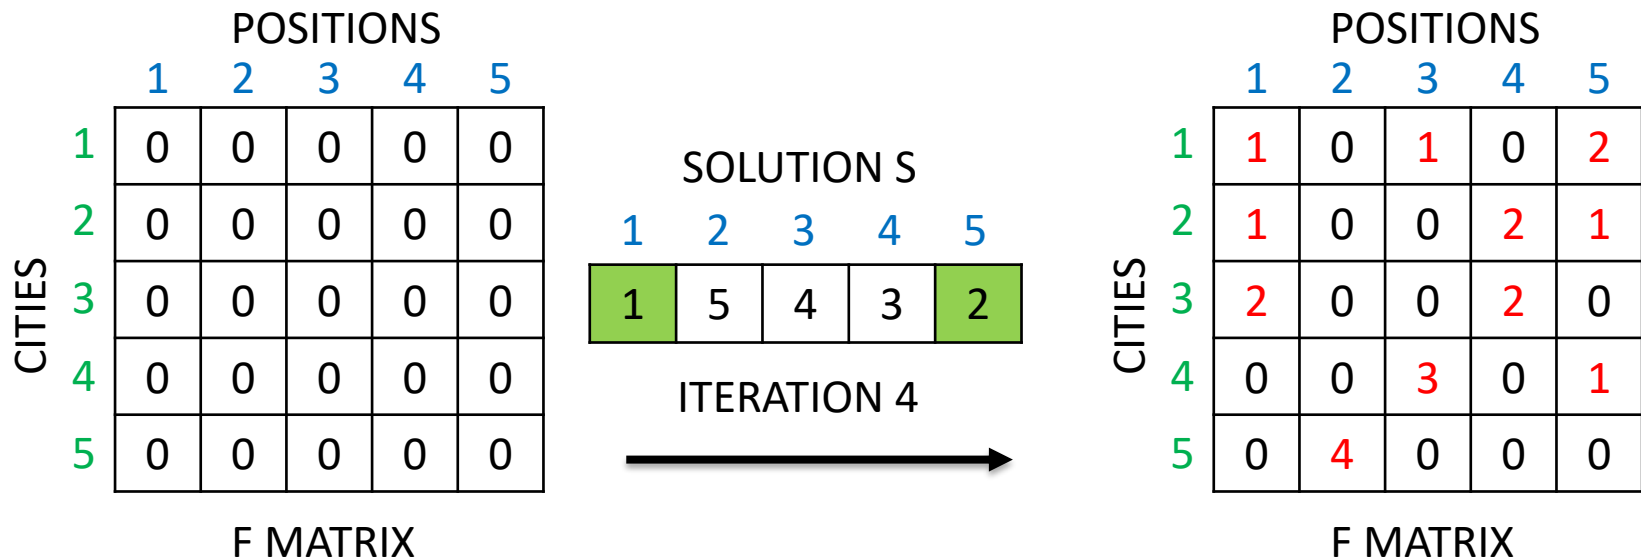 POSITIONS
1 2 3 4 5
CITIES
1 0 0 0 0 0
2 0 0 0 0 0
3 0 0 0 0 0
4 0 0 0 0 0
5 0 0 0 0 0
F MATRIX
SOLUTION S
1 2 3 4 5
1 5 4 3 2
ITERATION 4
POSITIONS
1 2 3 4 5
CITIES
1 1 0 1 0 2
2 1 0 0 2 1
3 2 0 0 2 0
4 0 0 3 0 1
5 0 4 0 0 0
F MATRIX